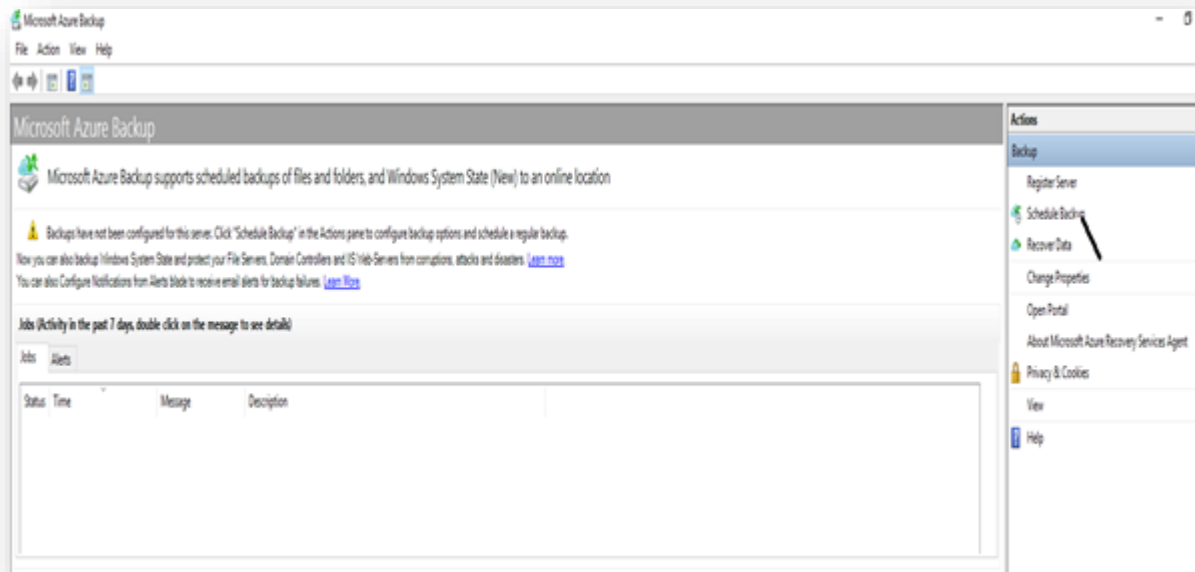 Microsoft Azure Backup
File Action View Help
Microsoft Azure Backup
Microsoft Azure Backup supports scheduled backups of files and folders, and Windows System State (New) to an online location
Backups have not been configured for this server. Click "Schedule Backup" in the Actions pane to configure backup options and schedule a regular backup.
Now you can also backup Windows System State and protect your File Servers, Domain Controllers and IIS Web-Servers from corruptions, attacks and disasters. Learn more
You can also Configure Notifications from Alerts blade to receive email alerts for backup failures. Learn More
Jobs (Activity in the past 7 days, double click on the message to see details)
Jobs Alerts
Status Time Message Description
Actions
Backup
Register Server
Schedule Backup
Recover Data
Change Properties
Open Portal
About Microsoft Azure Recovery Services Agent
Privacy & Cookies
View
Help